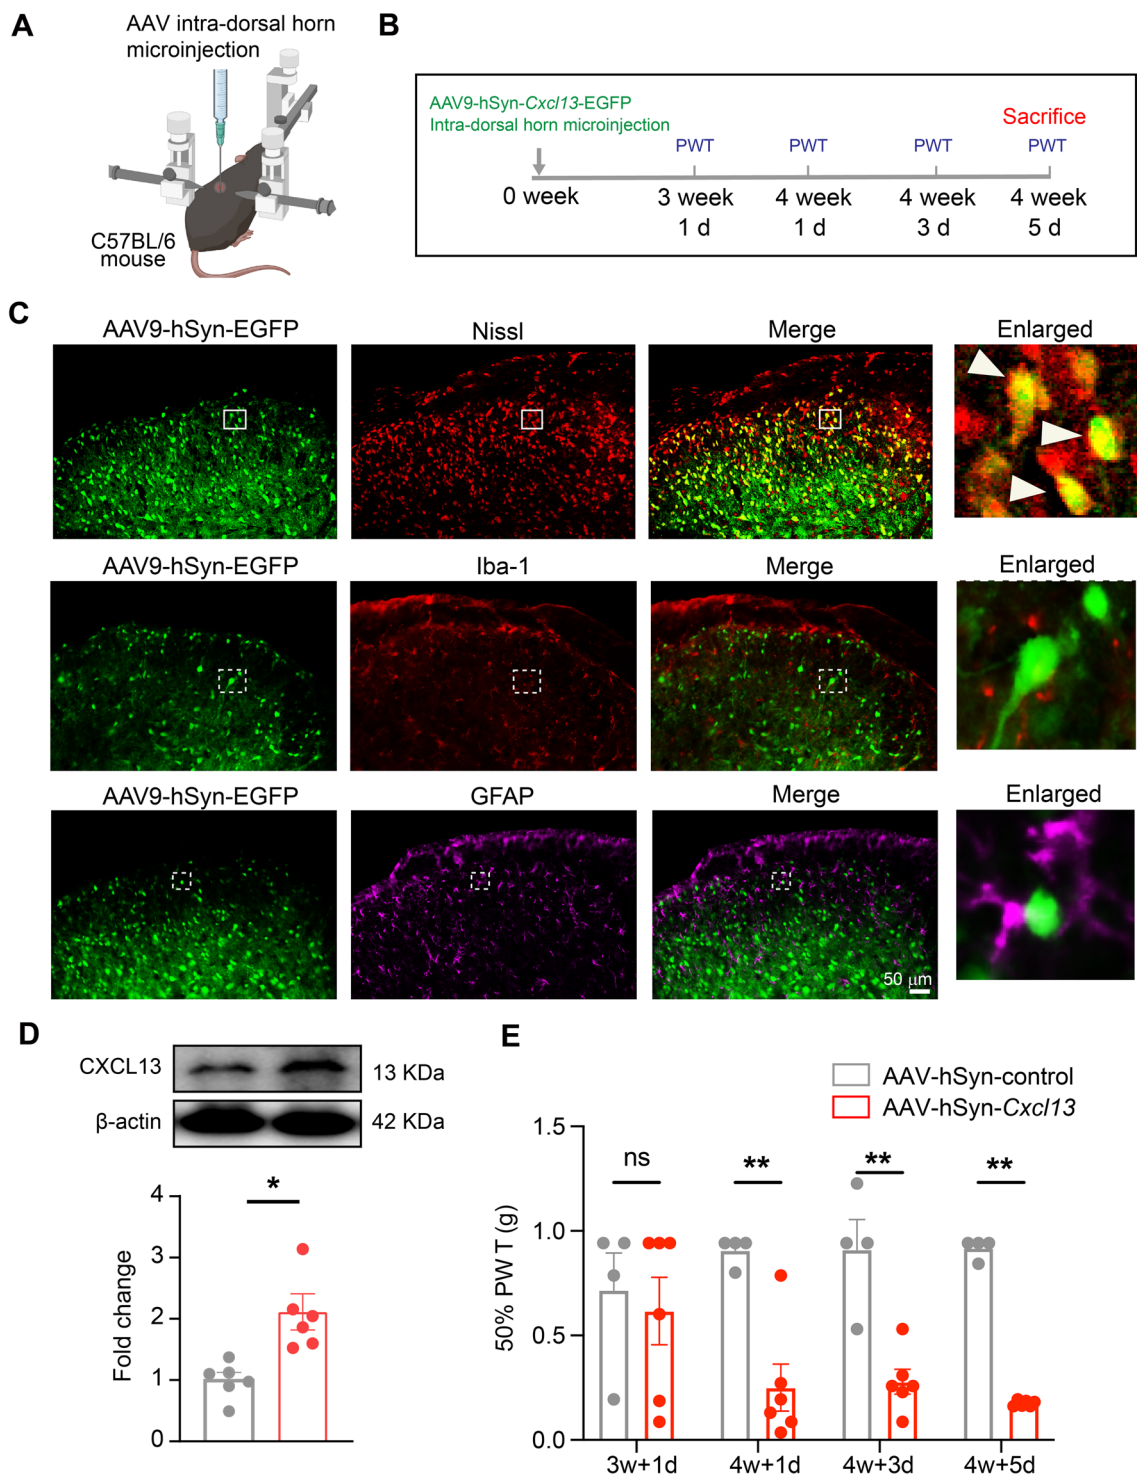 A
AAV intra-dorsal horn
microinjection
C57BL/6
mouse
B
AAV9-hSyn-Cxcl13-EGFP
Intra-dorsal horn microinjection
Sacrifice
PWT PWT PWT PWT
0 week 3 week 4 week 4 week 4 week
1 d 1 d 3 d 5 d
C
AAV9-hSyn-EGFP Nissl Merge Enlarged
AAV9-hSyn-EGFP Iba-1 Merge Enlarged
AAV9-hSyn-EGFP GFAP Merge Enlarged
50 μm
D
CXCL13 13 KDa
β-actin 42 KDa
*
Fold change
4
3
2
1
0
E
AAV-hSyn-control
AAV-hSyn-Cxcl13
50% PW T (g)
1.5
1.0
0.5
0.0
ns ** ** **
3w+1d 4w+1d 4w+3d 4w+5d